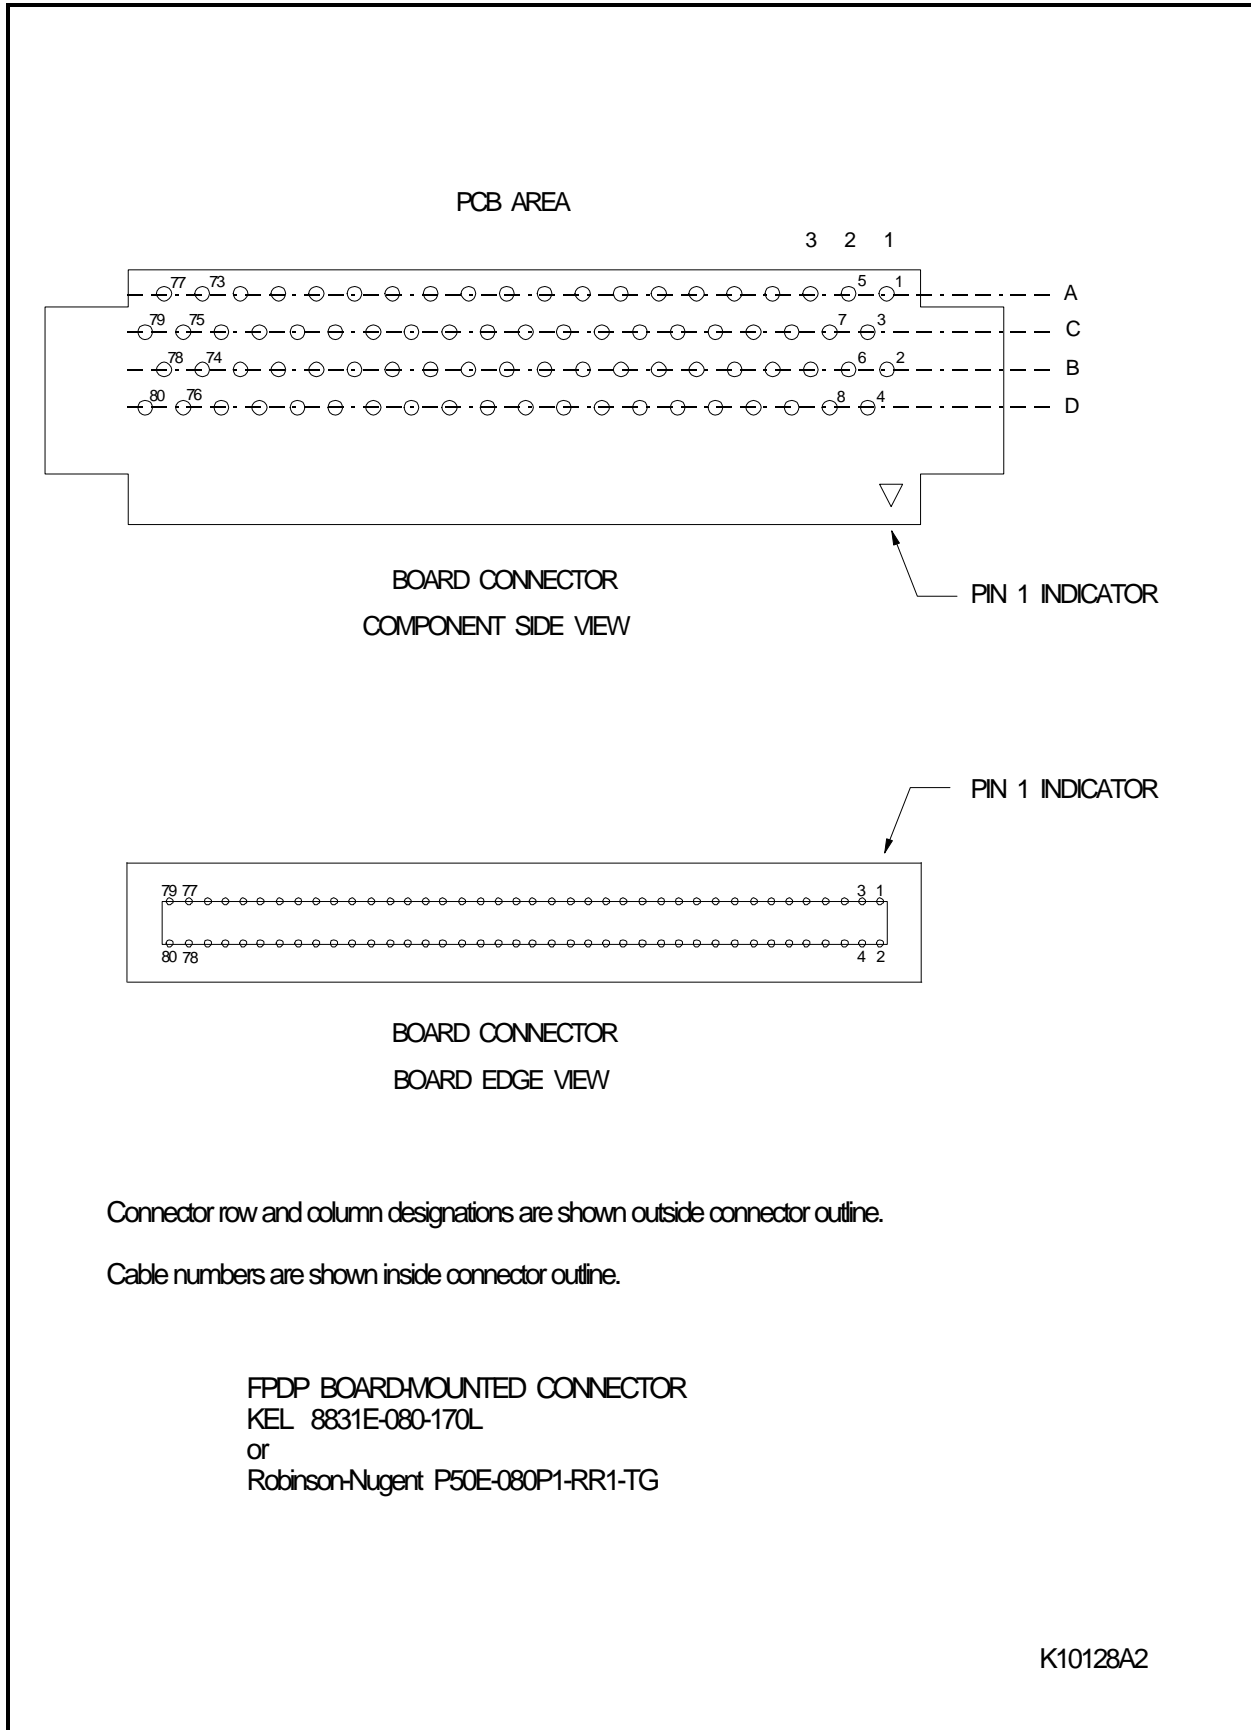 PCB AREA
3 2 1
77 73 5 1 A
79 75 7 3 C
78 74 6 2 B
80 76 8 4 D
BOARD CONNECTOR
COMPONENT SIDE VIEW
PIN 1 INDICATOR
PIN 1 INDICATOR
79 77 3 1
80 78 4 2
BOARD CONNECTOR
BOARD EDGE VIEW
Connector row and column designations are shown outside connector outline.
Cable numbers are shown inside connector outline.
FPDP BOARD-MOUNTED CONNECTOR
KEL 8831E-080-170L
or
Robinson-Nugent P50E-080P1-RR1-TG
K10128A2